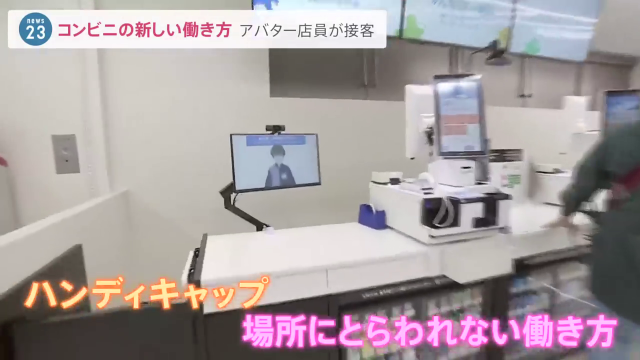 news
23
コンビニの新しい働き方 アバター店員が接客
ハンディキャップ
場所にとらわれない働き方